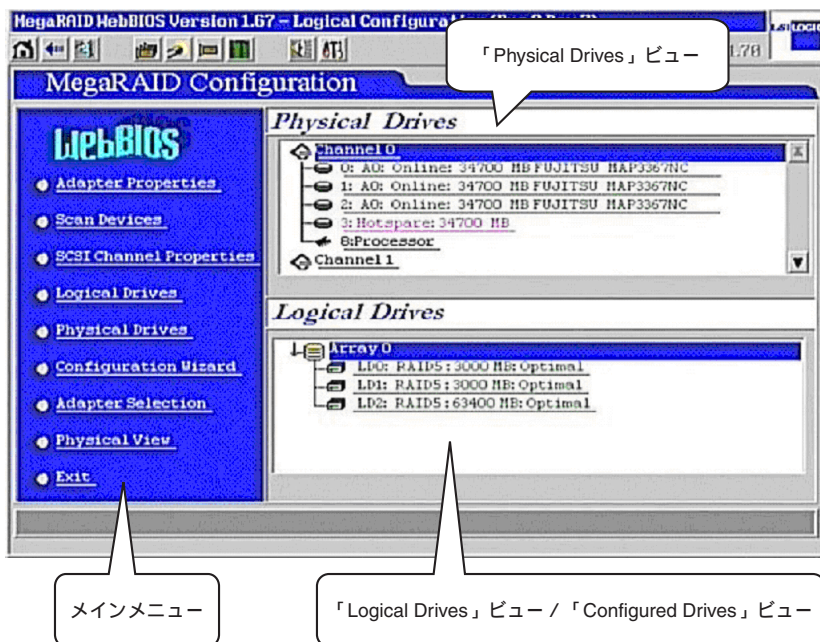 MegaRAID WebBIOS Version 1.67 - Logical
1.70
LSI LOGIC
「Physical Drives」ビュー
MegaRAID Configuration
WebBIOS
Adapter Properties
Scan Devices
SCSI Channel Properties
Logical Drives
Physical Drives
Configuration Wizard
Adapter Selection
Physical View
Exit
Physical Drives
Channel 0
0: A0: Online: 34700 MB FUJITSU MAP3367NC
1: A0: Online: 34700 MB FUJITSU MAP3367NC
2: A0: Online: 34700 MB FUJITSU MAP3367NC
3: Hotspare: 34700 MB
8:Processor
Channel 1
Logical Drives
Array 0
LD0: RAID5: 3000 MB: Optimal
LD1: RAID5: 3000 MB: Optimal
LD2: RAID5: 63400 MB: Optimal
メインメニュー
「Logical Drives」ビュー / 「Configured Drives」ビュー